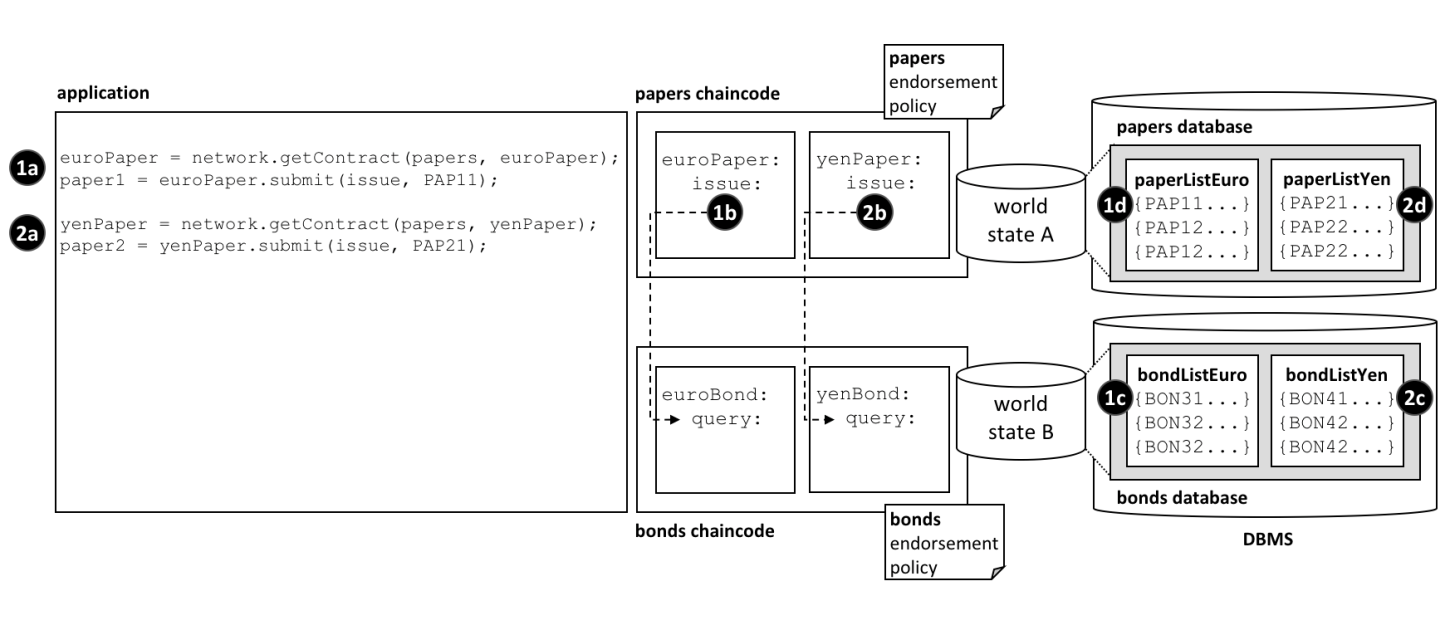 papers
endorsement
policy
application
papers chaincode
papers database
1a
euroPaper = network.getContract(papers, euroPaper);
paper1 = euroPaper.submit(issue, PAP11);
2a
yenPaper = network.getContract(papers, yenPaper);
paper2 = yenPaper.submit(issue, PAP21);
euroPaper:
issue:
1b
yenPaper:
issue:
2b
world
state A
paperListEuro
1d
{PAP11...}
{PAP12...}
{PAP12...}
paperListYen
{PAP21...}
2d
{PAP22...}
{PAP22...}
euroBond:
query:
yenBond:
query:
world
state B
bondListEuro
1c
{BON31...}
{BON32...}
{BON32...}
bondListYen
{BON41...}
2c
{BON42...}
{BON42...}
bonds database
bonds chaincode
bonds
endorsement
policy
DBMS